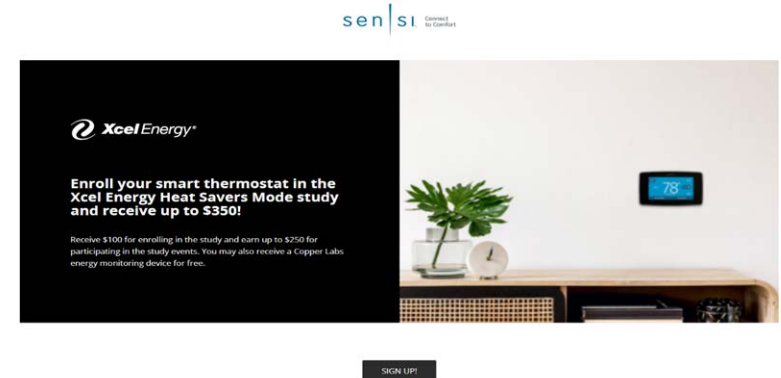 sensi
Connect
to Comfort
Xcel Energy®
Enroll your smart thermostat in the
Xcel Energy Heat Savers Mode study
and receive up to $350!
Receive $100 for enrolling in the study and earn up to $250 for
participating in the study events. You may also receive a Copper Labs
energy monitoring device for free.
78
SIGN UP!